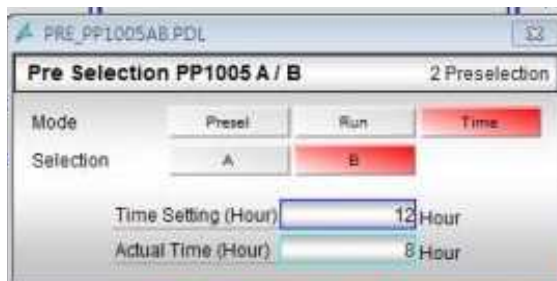 PRE_PP1005AB.PDL
Pre Selection PP1005 A / B 2 Preselection
Mode Presel Run Time
Selection A B
Time Setting (Hour) 12 Hour
Actual Time (Hour) 8 Hour